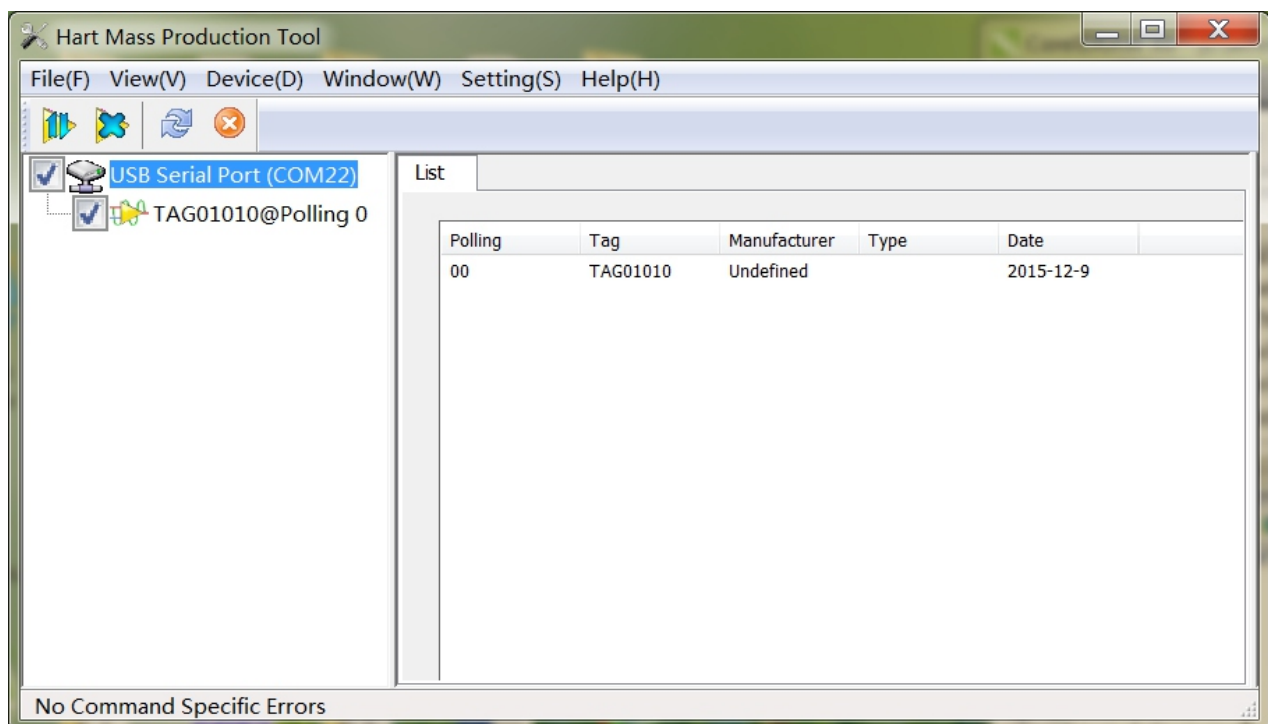 Hart Mass Production Tool
File(F) View(V) Device(D) Window(W) Setting(S) Help(H)
USB Serial Port (COM22)
TAG01010@Polling 0
List
Polling Tag Manufacturer Type Date
00 TAG01010 Undefined 2015-12-9
No Command Specific Errors